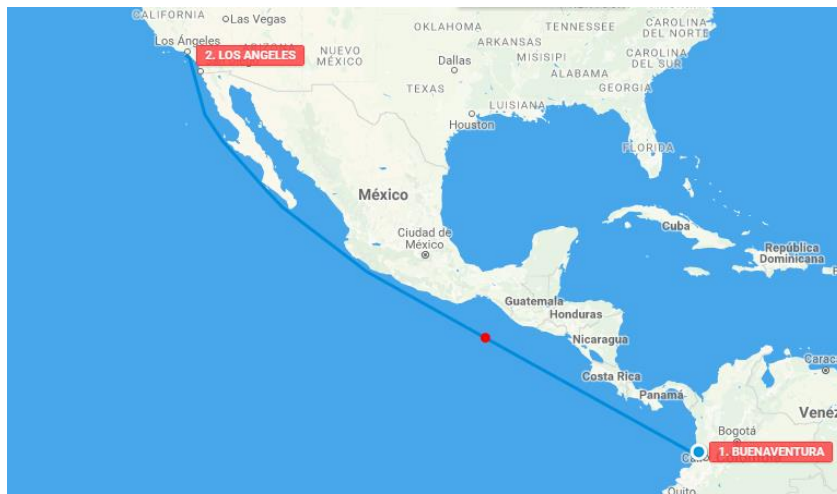 CALIFORNIA
Las Vegas
Los Ángeles
2. LOS ANGELES
NUEVO
MÉXICO
OKLAHOMA
ARKANSAS
TENNESSEE
MISISIPI
CAROLINA
DEL NORTE
CAROLINA
DEL SUR
Dallas
ALABAMA
TEXAS
GEORGIA
LUISIANA
Houston
FLORIDA
México
Ciudad de
México
Cuba
República
Dominicana
Guatemala
Honduras
Nicaragua
Costa Rica
Panamá
Carac
Venez
Bogotá
1. BUENAVENTURA
Quito